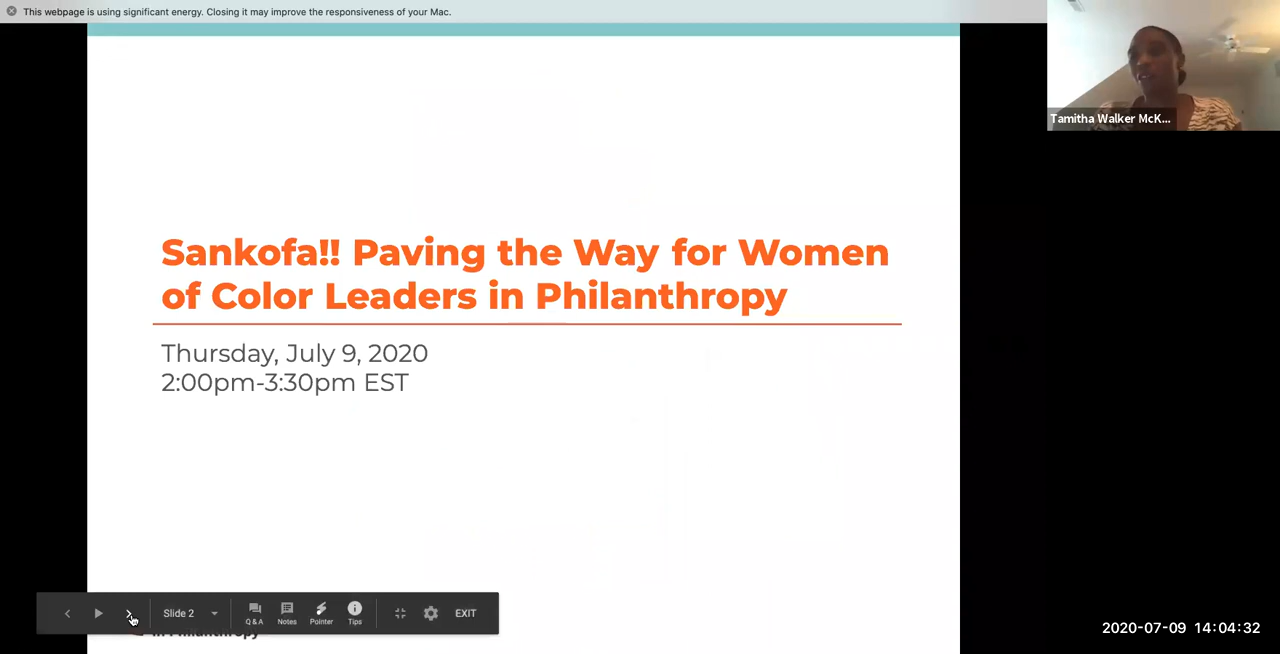 This webpage is using significant energy. Closing it may improve the responsiveness of your Mac.
Tamitha Walker McK...
Sankofa!! Paving the Way for Women
of Color Leaders in Philanthropy
Thursday, July 9, 2020
2:00pm-3:30pm EST
Slide 2
Q & A
Notes
Pointer
Tips
EXIT
in Philanthropy
2020-07-09 14:04:32